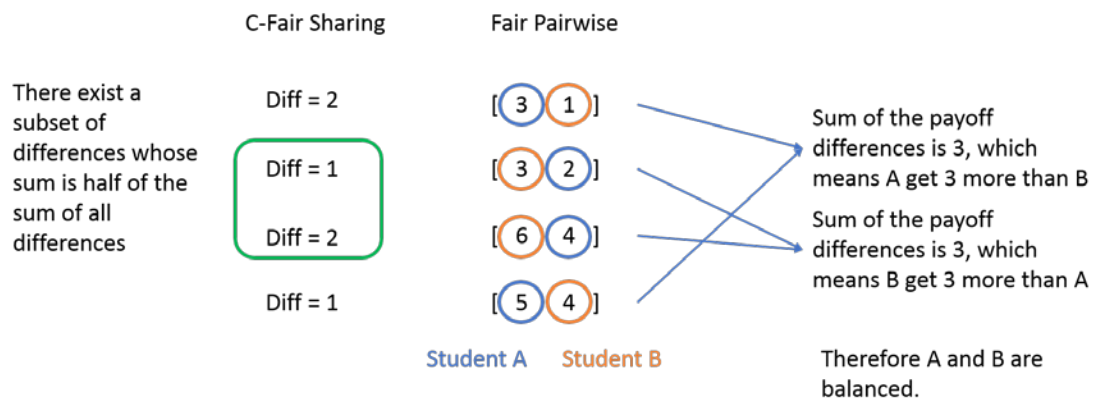 C-Fair Sharing
Fair Pairwise
There exist a
subset of
differences whose
sum is half of the
sum of all
differences
Diff = 2
Diff = 1
Diff = 2
Diff = 1
[3 1]
[3 2]
[6 4]
[5 4]
Student A Student B
Sum of the payoff
differences is 3, which
means A get 3 more than B
Sum of the payoff
differences is 3, which
means B get 3 more than A
Therefore A and B are
balanced.